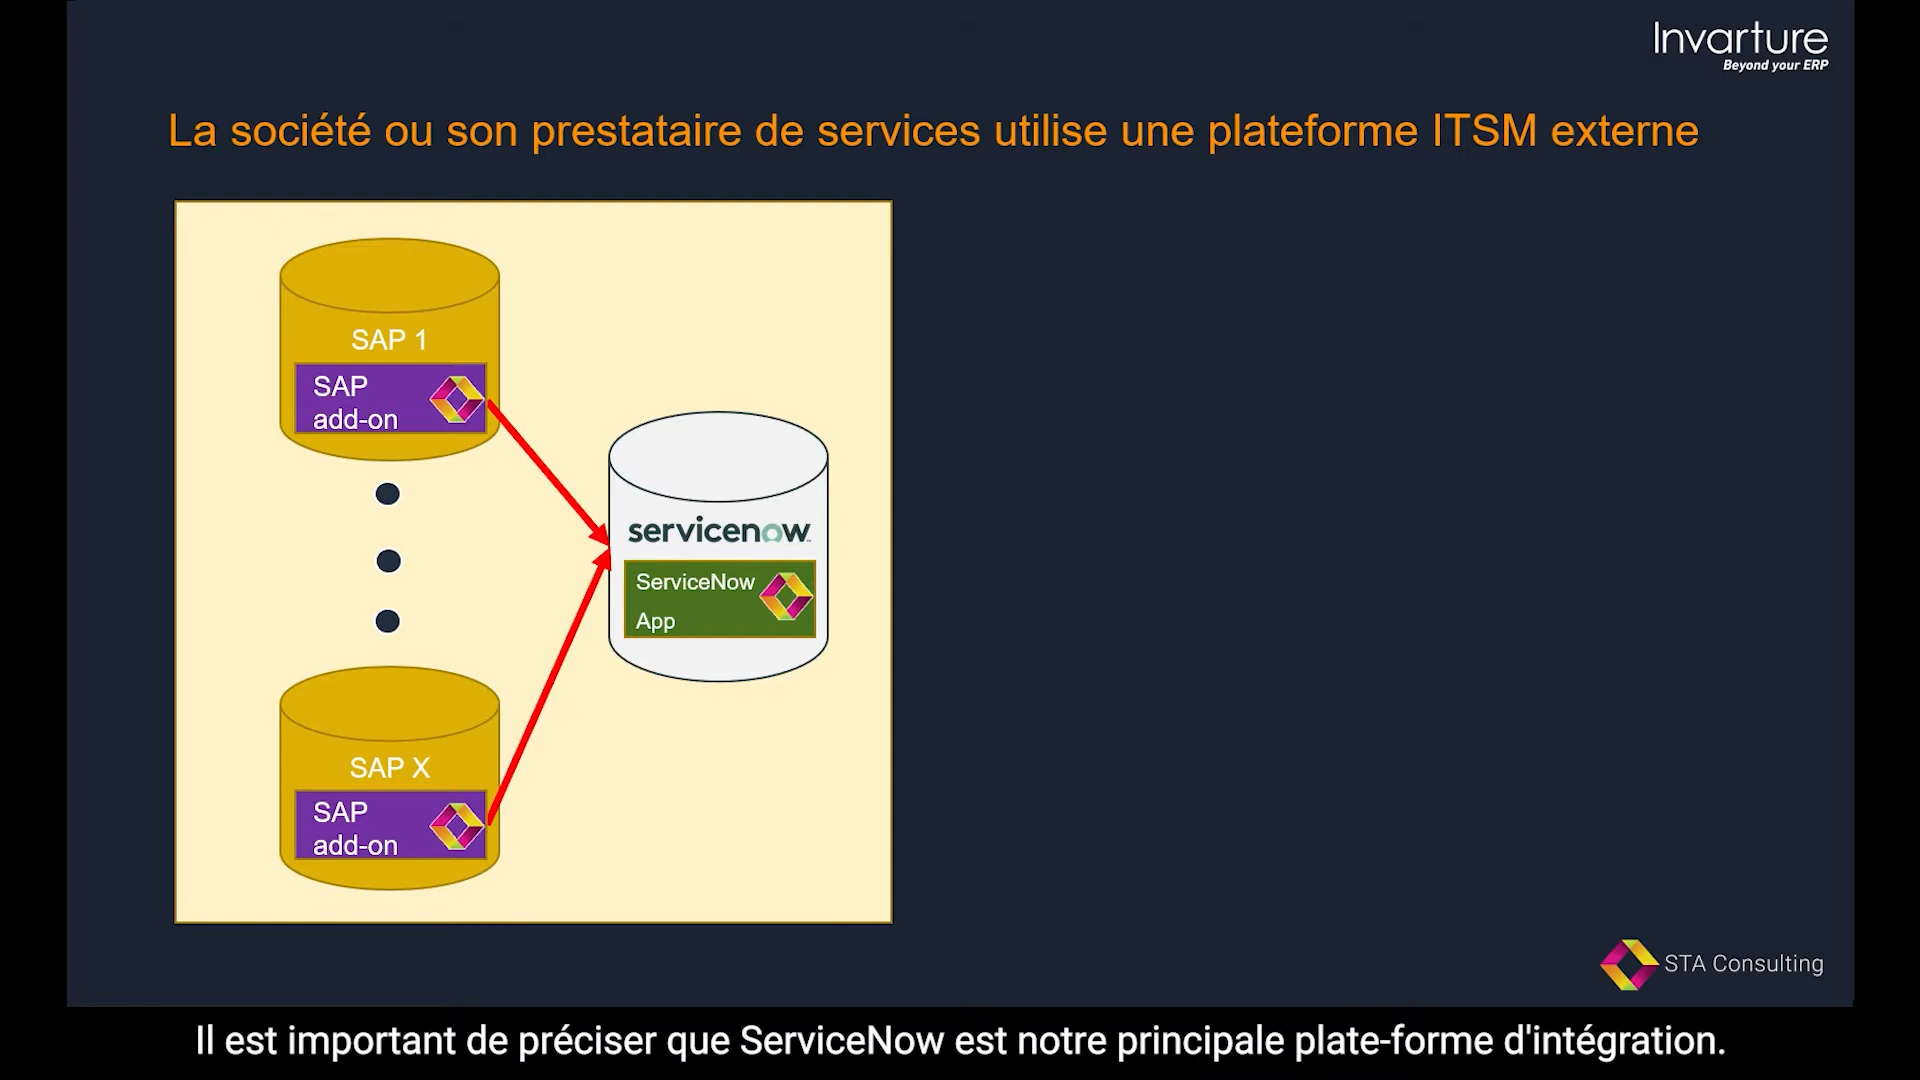 Invarture
Beyond your ERP
La société ou son prestataire de services utilise une plateforme ITSM externe
SAP 1
SAP
add-on
servicenow
ServiceNow
App
SAP X
SAP
add-on
STA Consulting
Il est important de préciser que ServiceNow est notre principale plate-forme d'intégration.